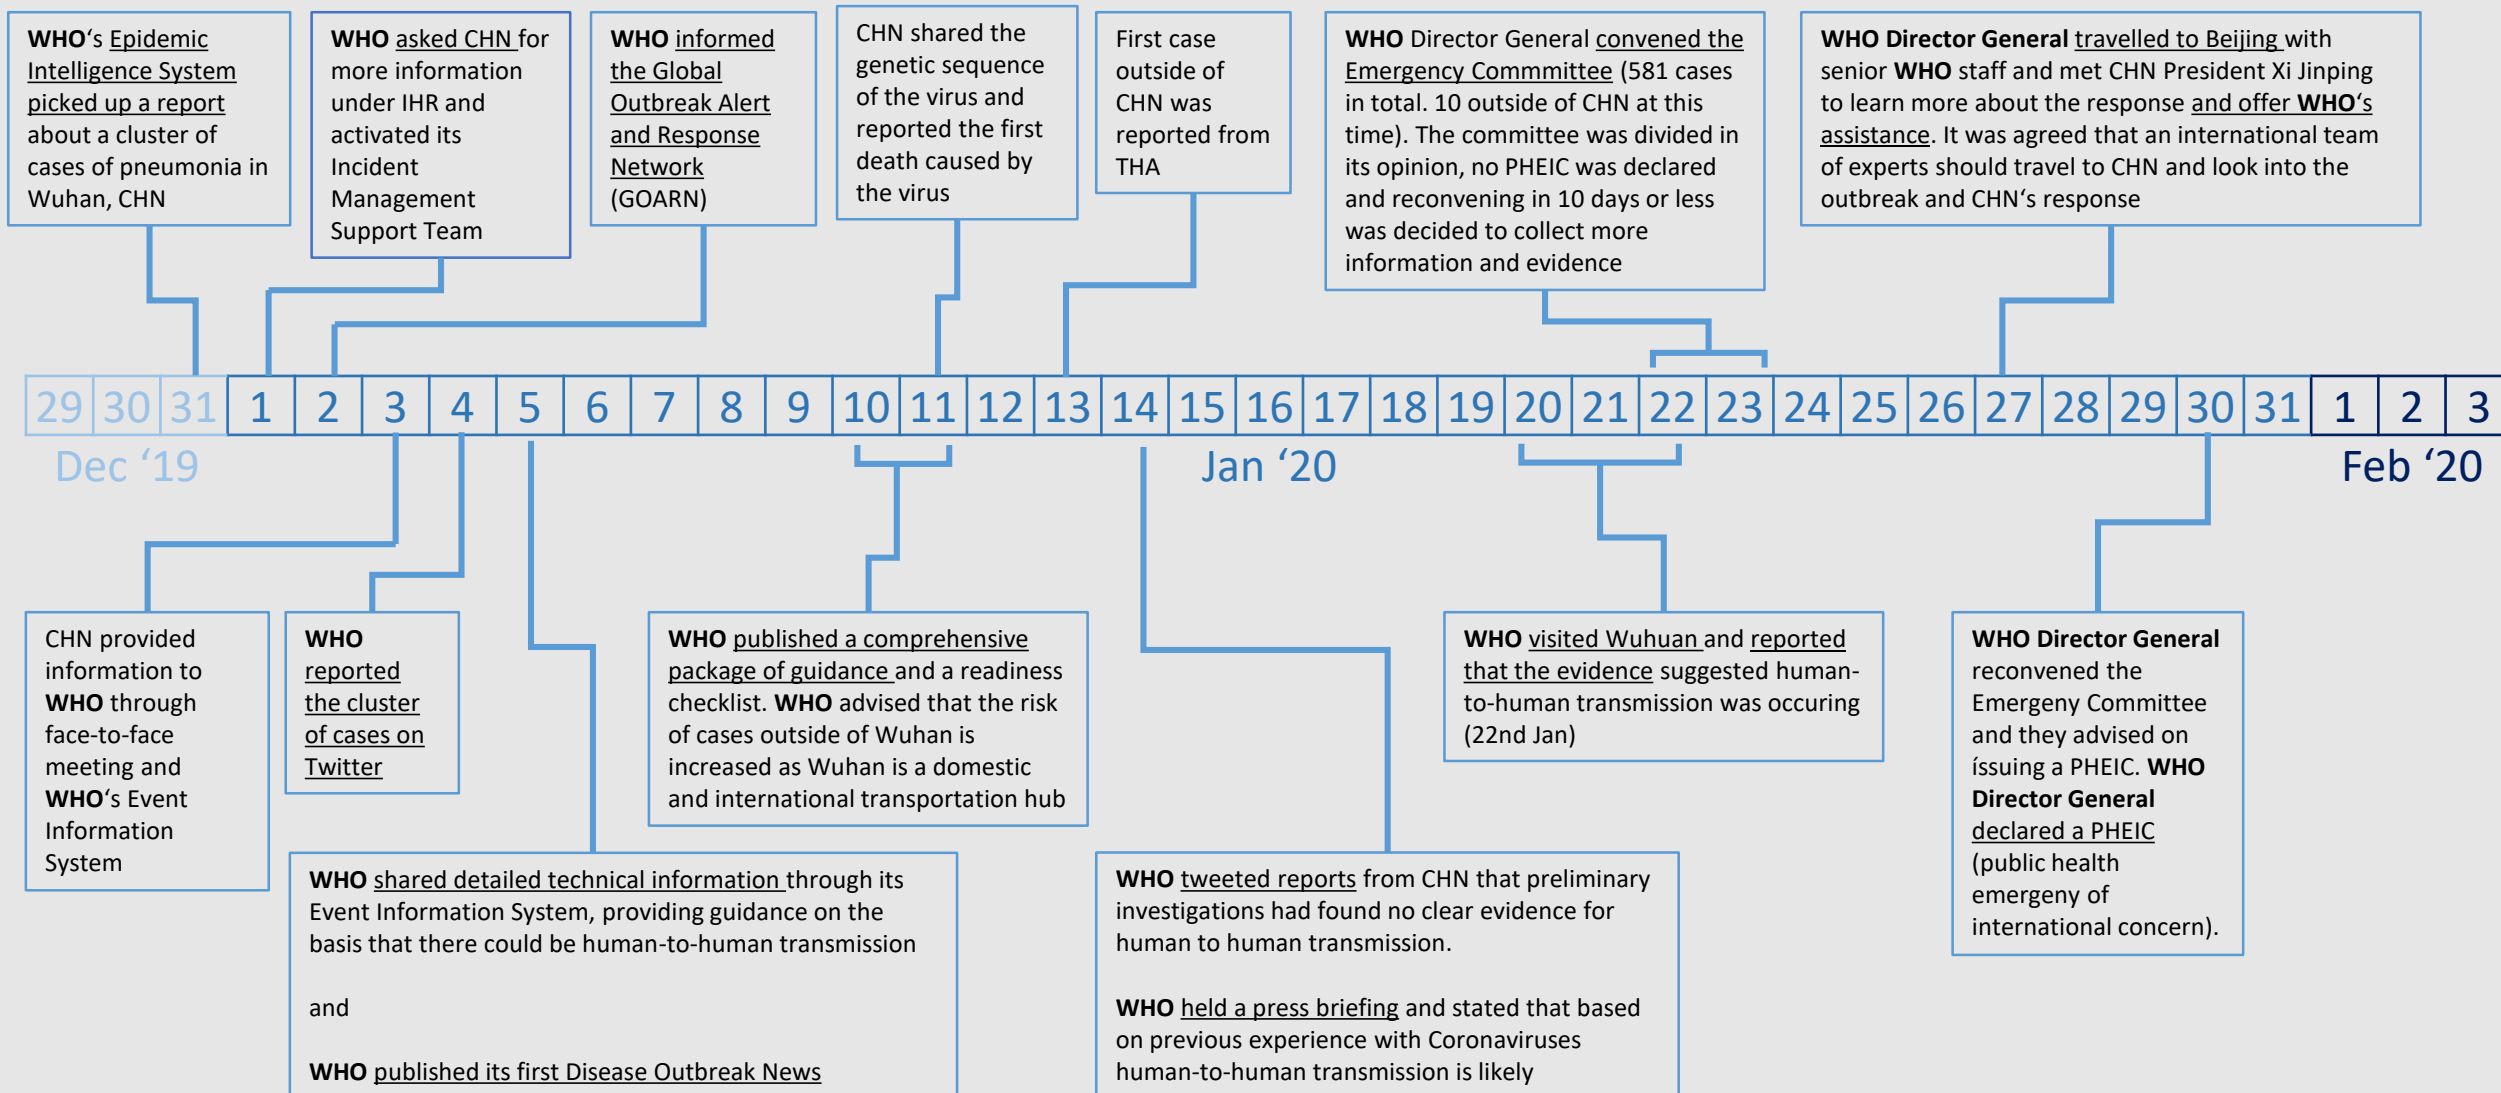 WHO‘s Epidemic
Intelligence System
picked up a report
about a cluster of
cases of pneumonia in
Wuhan, CHN
WHO asked CHN for
more information
under IHR and
activated its
Incident
Management
Support Team
WHO informed
the Global
Outbreak Alert
and Response
Network
(GOARN)
CHN shared the
genetic sequence
of the virus and
reported the first
death caused by
the virus
First case
outside of
CHN was
reported from
THA
WHO Director General convened the
Emergency Commmittee (581 cases
in total. 10 outside of CHN at this
time). The committee was divided in
its opinion, no PHEIC was declared
and reconvening in 10 days or less
was decided to collect more
information and evidence
WHO Director General travelled to Beijing with
senior WHO staff and met CHN President Xi Jinping
to learn more about the response and offer WHO‘s
assistance. It was agreed that an international team
of experts should travel to CHN and look into the
outbreak and CHN‘s response
29 30 31 1 2 3 4 5 6 7 8 9 10 11 12 13 14 15 16 17 18 19 20 21 22 23 24 25 26 27 28 29 30 31 1 2 3
Dec ‘19 Jan ‘20 Feb ‘20
CHN provided
information to
WHO through
face-to-face
meeting and
WHO‘s Event
Information
System
WHO
reported
the cluster
of cases on
Twitter
WHO published a comprehensive
package of guidance and a readiness
checklist. WHO advised that the risk
of cases outside of Wuhan is
increased as Wuhan is a domestic
and international transportation hub
WHO visited Wuhuan and reported
that the evidence suggested human-
to-human transmission was occuring
(22nd Jan)
WHO Director General
reconvened the
Emergeny Committee
and they advised on
íssuing a PHEIC. WHO
Director General
declared a PHEIC
(public health
emergeny of
international concern).
WHO shared detailed technical information through its
Event Information System, providing guidance on the
basis that there could be human-to-human transmission
and
WHO published its first Disease Outbreak News
WHO tweeted reports from CHN that preliminary
investigations had found no clear evidence for
human to human transmission.
WHO held a press briefing and stated that based
on previous experience with Coronaviruses
human-to-human transmission is likely